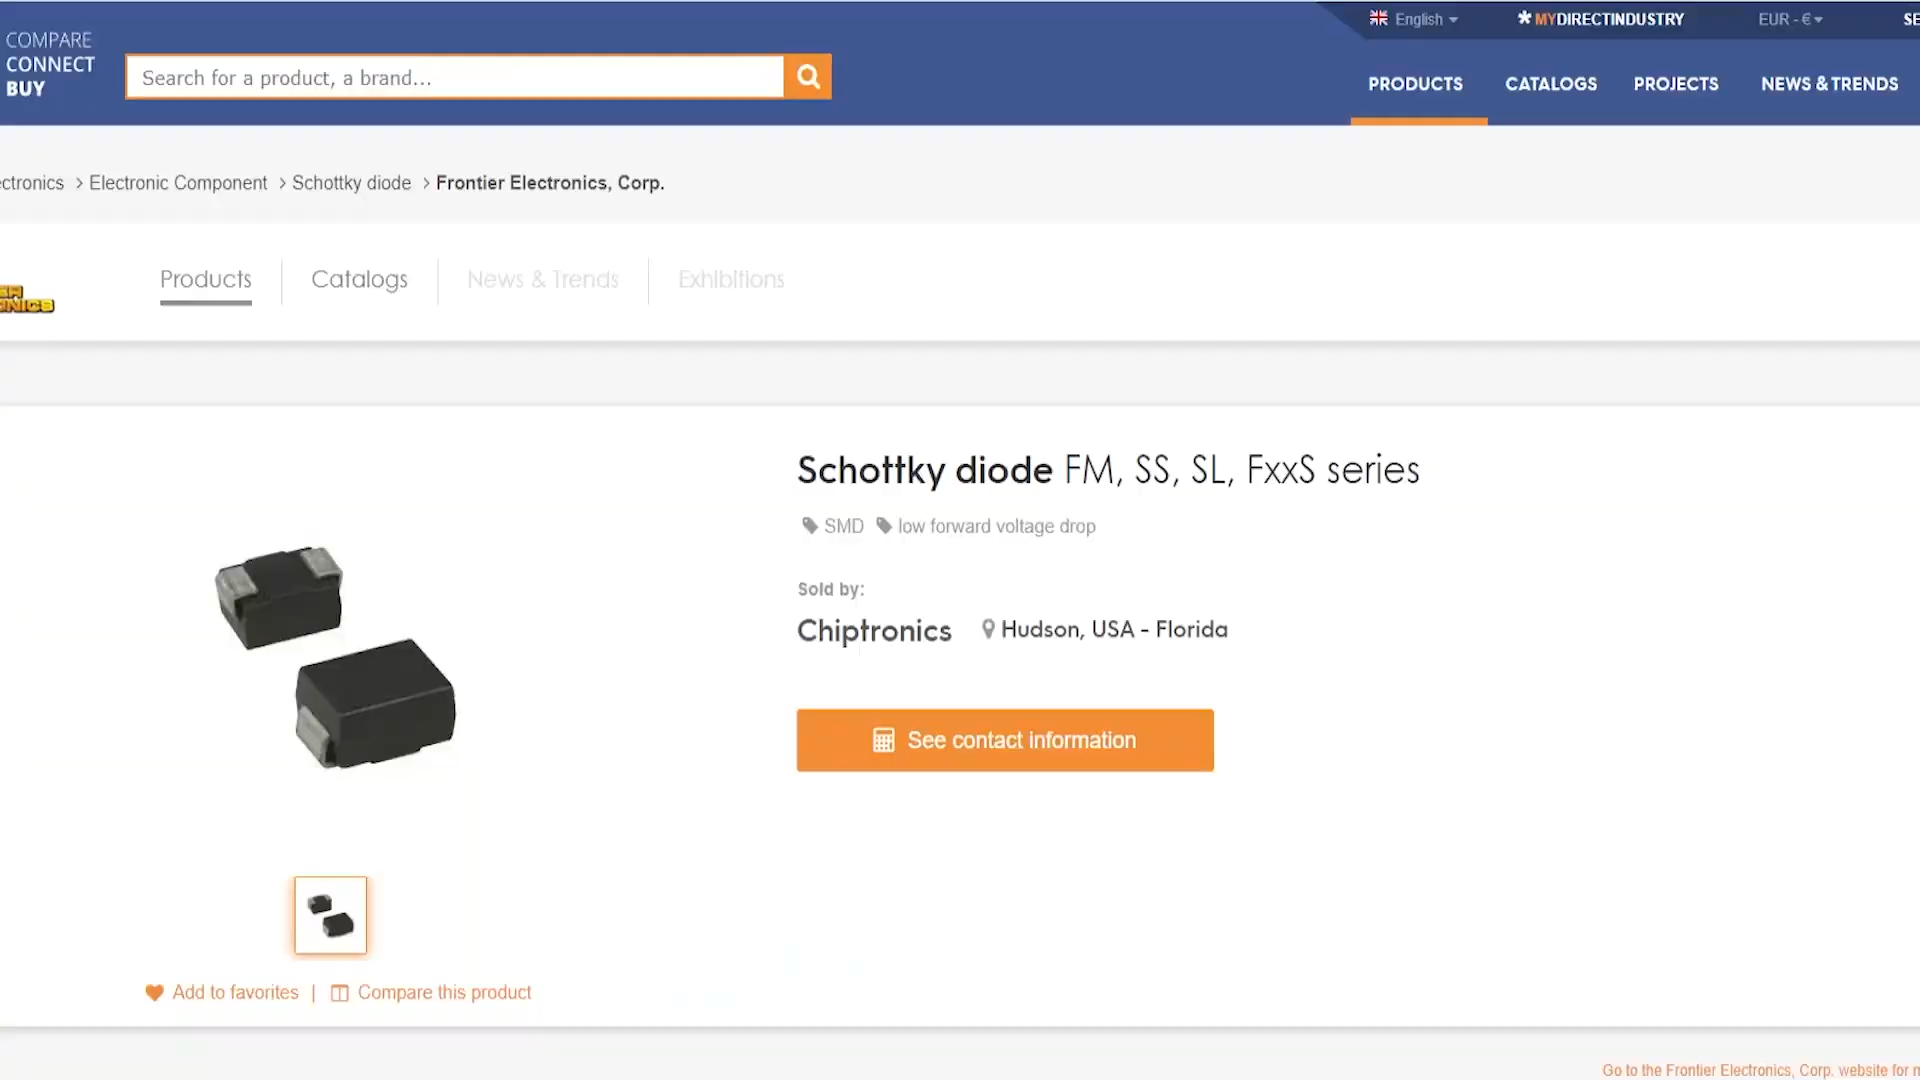 English
MYDIRECTINDUSTRY
EUR - €
SE
COMPARE
CONNECT
BUY
Search for a product, a brand...
PRODUCTS
CATALOGS
PROJECTS
NEWS & TRENDS
ctronics > Electronic Component > Schottky diode > Frontier Electronics, Corp.
Products
Catalogs
News & Trends
Exhibitions
ER
ONICS
Schottky diode FM, SS, SL, FxxS series
SMD low forward voltage drop
Sold by:
Chiptronics Hudson, USA - Florida
See contact information
Add to favorites | Compare this product
Go to the Frontier Electronics, Corp. website for